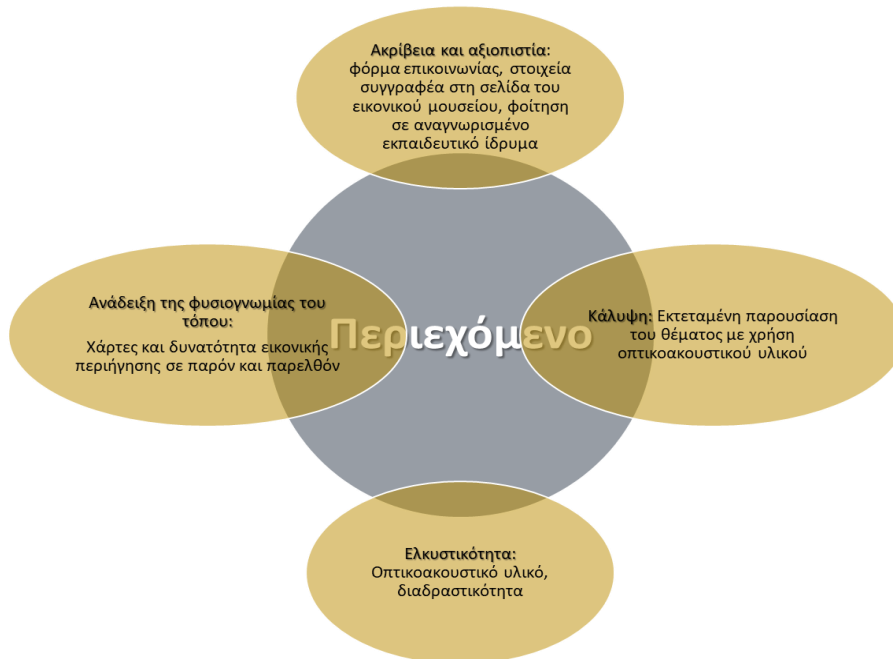 Ακρίβεια και αξιοπιστία:
φόρμα επικοινωνίας, στοιχεία
συγγραφέα στη σελίδα του
εικονικού μουσείου, φοίτηση
σε αναγνωρισμένο
εκπαιδευτικό ίδρυμα
Ανάδειξη της φυσιογνωμίας του
τόπου:
Χάρτες και δυνατότητα εικονικής
περιήγησης σε παρόν και παρελθόν
Περιεχόμενο
Κάλυψη: Εκτεταμένη παρουσίαση
του θέματος με χρήση
οπτικοακουστικού υλικού
Ελκυστικότητα:
Οπτικοακουστικό υλικό,
διαδραστικότητα